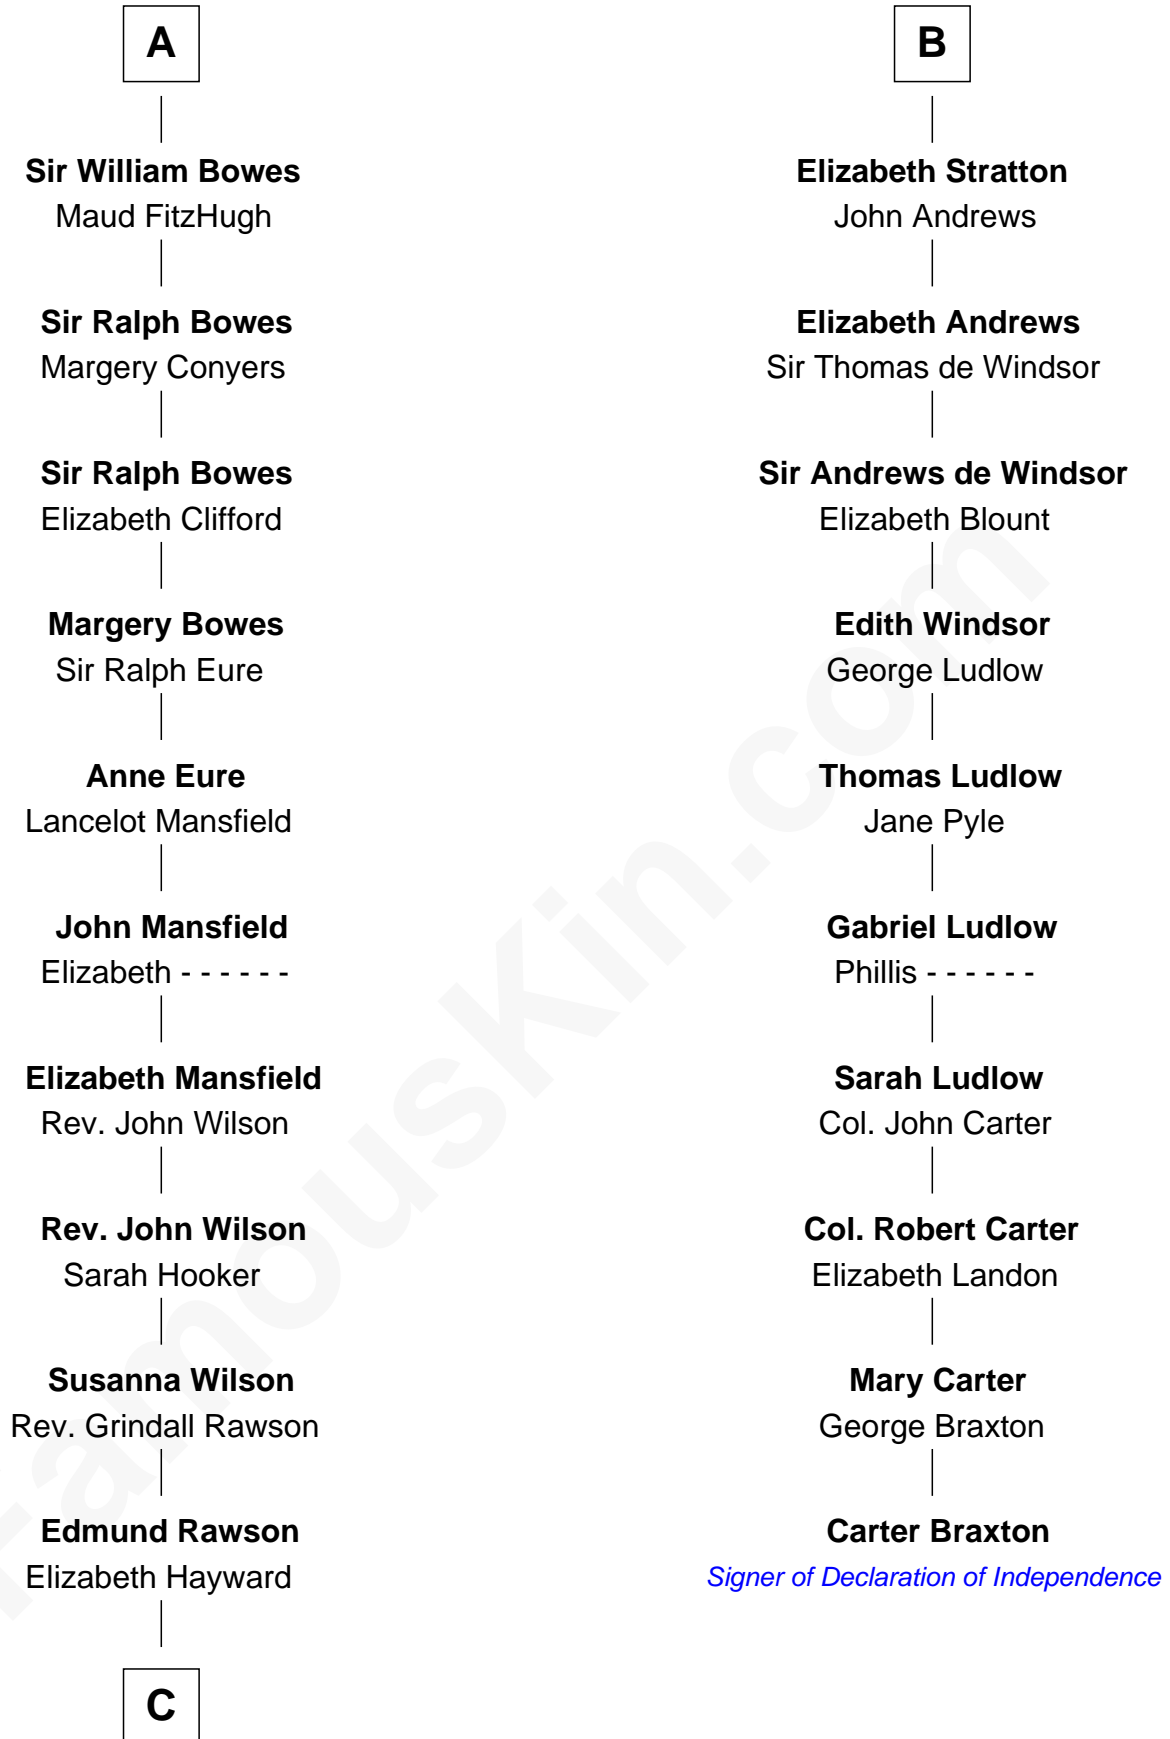 A
Sir William Bowes
Maud FitzHugh
Sir Ralph Bowes
Margery Conyers
Sir Ralph Bowes
Elizabeth Clifford
Margery Bowes
Sir Ralph Eure
Anne Eure
Lancelot Mansfield
John Mansfield
Elizabeth - - - - - -
Elizabeth Mansfield
Rev. John Wilson
Rev. John Wilson
Sarah Hooker
Susanna Wilson
Rev. Grindall Rawson
Edmund Rawson
Elizabeth Hayward
C
B
Elizabeth Stratton
John Andrews
Elizabeth Andrews
Sir Thomas de Windsor
Sir Andrews de Windsor
Elizabeth Blount
Edith Windsor
George Ludlow
Thomas Ludlow
Jane Pyle
Gabriel Ludlow
Phillis - - - - - -
Sarah Ludlow
Col. John Carter
Col. Robert Carter
Elizabeth Landon
Mary Carter
George Braxton
Carter Braxton
Signer of Declaration of Independence
FamousKin.com